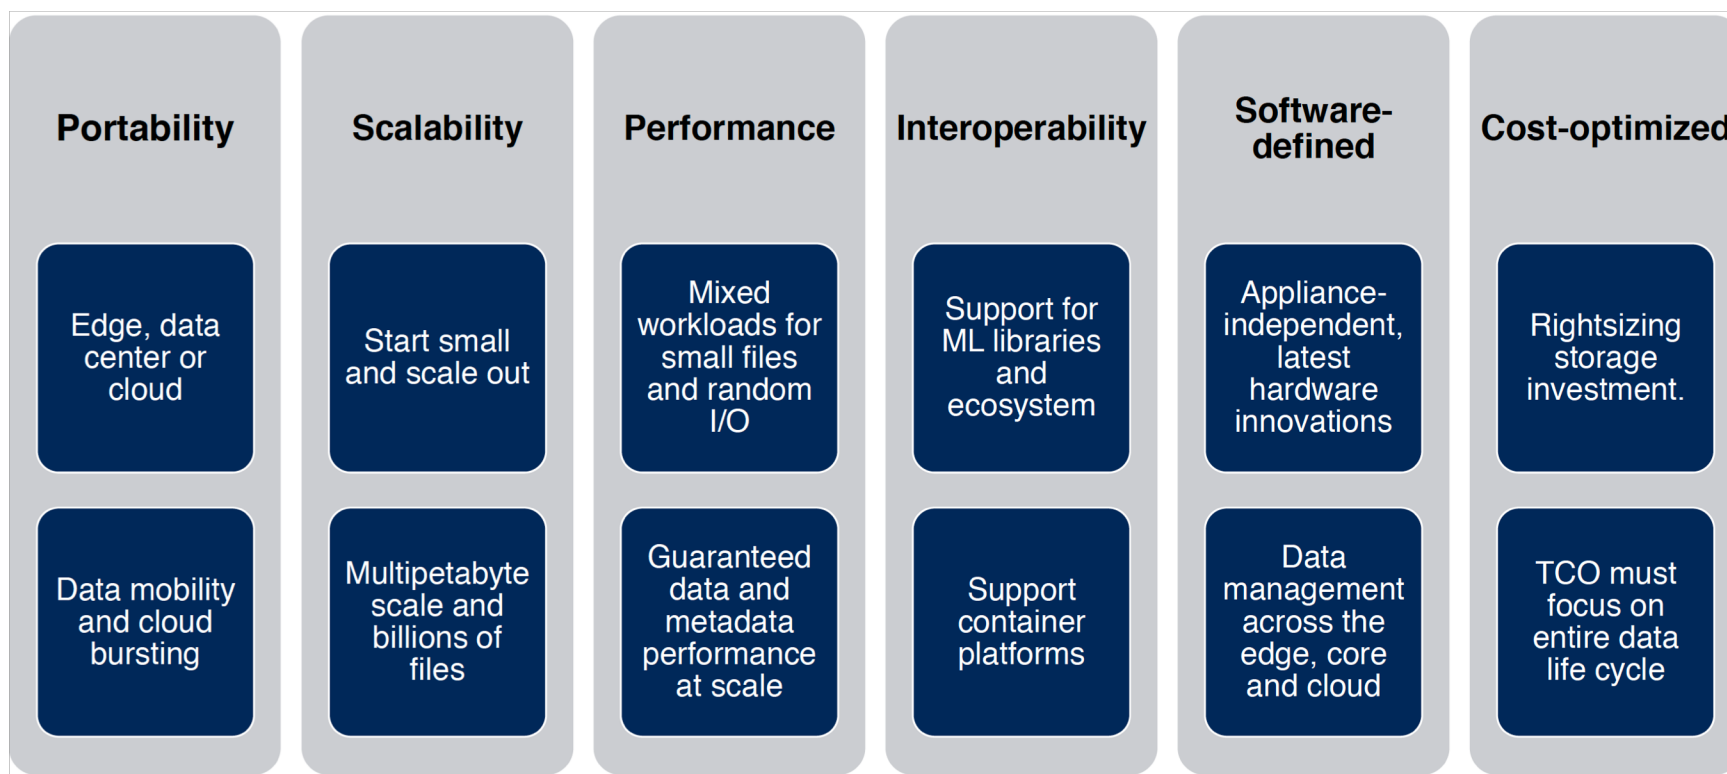 Portability
Edge, data
center or
cloud
Data mobility
and cloud
bursting
Scalability
Start small
and scale out
Multipetabyte
scale and
billions of
files
Performance
Mixed
workloads for
small files
and random
I/O
Guaranteed
data and
metadata
performance
at scale
Interoperability
Support for
ML libraries
and
ecosystem
Support
container
platforms
Software-
defined
Appliance-
independent,
latest
hardware
innovations
Data
management
across the
edge, core
and cloud
Cost-optimized
Rightsizing
storage
investment.
TCO must
focus on
entire data
life cycle